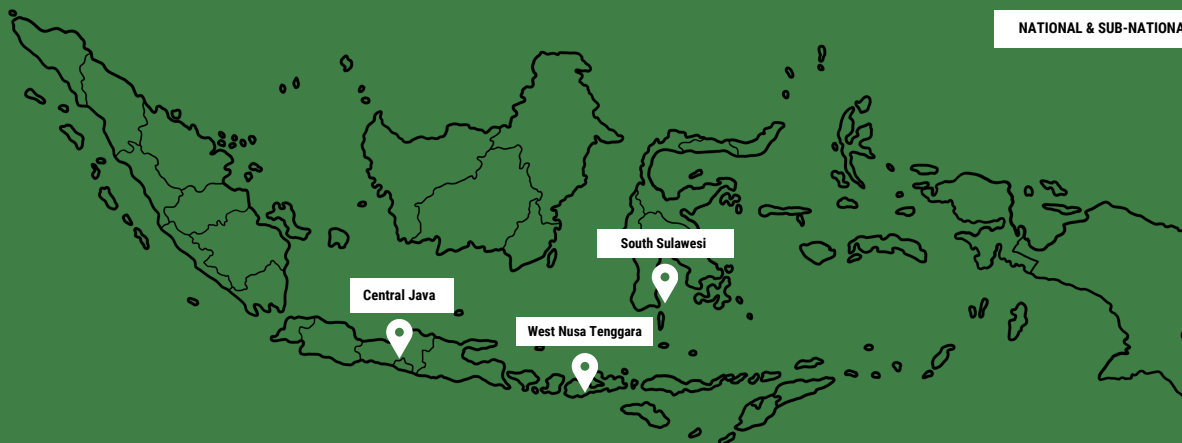 NATIONAL & SUB-NATIONA
South Sulawesi
Central Java
West Nusa Tenggara